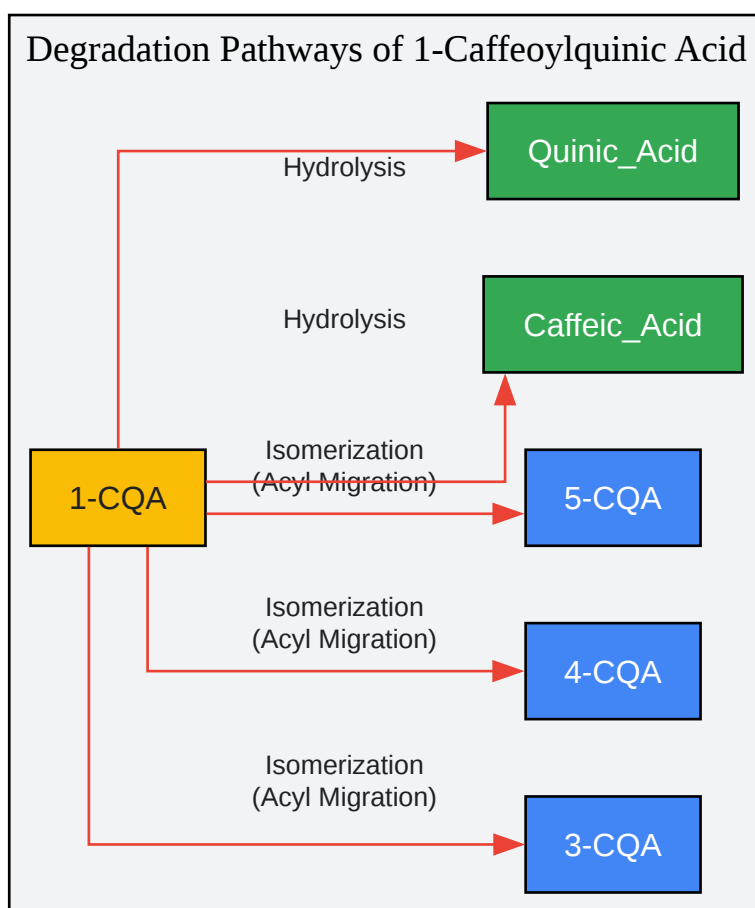 Degradation Pathways of 1-Caffeoylquinic Acid
Quinic_Acid
Hydrolysis
Hydrolysis
Caffeic_Acid
Isomerization
(Acyl Migration)
1-CQA
5-CQA
Isomerization
(Acyl Migration)
4-CQA
Isomerization
(Acyl Migration)
3-CQA